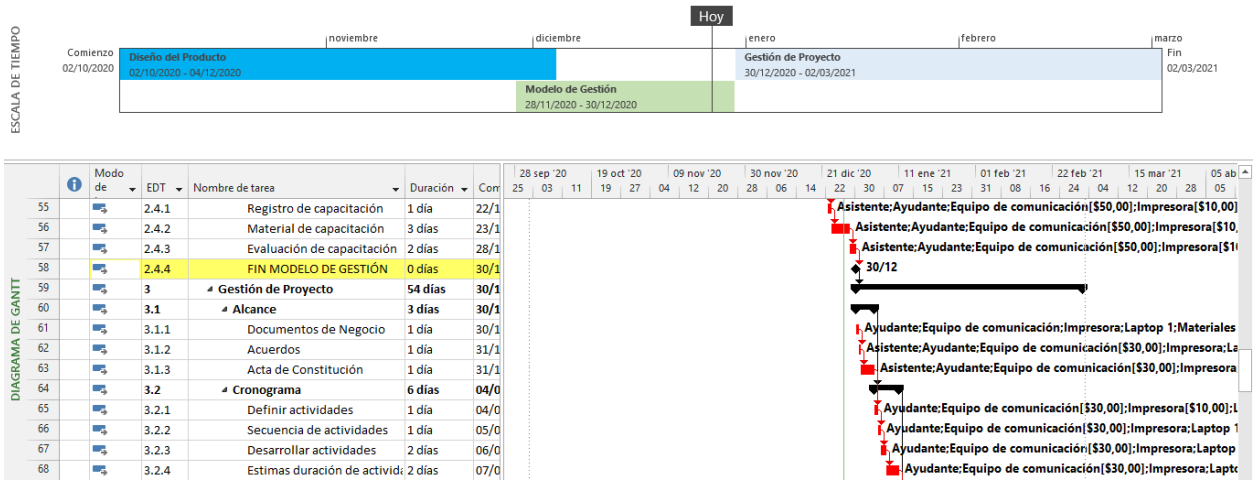 Hoy
noviembre diciembre enero febrero marzo
ESCALA DE TIEMPO
Comienzo
02/10/2020
Diseño del Producto
02/10/2020 - 04/12/2020
Gestión de Proyecto
30/12/2020 - 02/03/2021
Fin
02/03/2021
Modelo de Gestión
28/11/2020 - 30/12/2020
DIAGRAMA DE GANTT
Modo de EDT Nombre de tarea Duración Com
28 sep '20 19 oct '20 09 nov '20 30 nov '20 21 dic '20 11 ene '21 01 feb '21 22 feb '21 15 mar '21 05 ab
25 03 11 19 27 04 12 20 28 06 14 22 30 07 15 23 31 08 16 24 04 12 20 28 05
55 2.4.1 Registro de capacitación 1 día 22/1 Asistente;Ayudante;Equipo de comunicación[$50,00];Impresora[$10,00]
56 2.4.2 Material de capacitación 3 días 23/1 Asistente;Ayudante;Equipo de comunicación[$50,00];Impresora[$10,
57 2.4.3 Evaluación de capacitación 2 días 28/1 Asistente;Ayudante;Equipo de comunicación[$50,00];Impresora[$1
58 2.4.4 FIN MODELO DE GESTIÓN 0 días 30/1 30/12
59 3 Gestión de Proyecto 54 días 30/1
60 3.1 Alcance 3 días 30/1
61 3.1.1 Documentos de Negocio 1 día 30/1 Ayudante;Equipo de comunicación;Impresora;Laptop 1;Materiales
62 3.1.2 Acuerdos 1 día 31/1 Asistente;Ayudante;Equipo de comunicación[$30,00];Impresora;La
63 3.1.3 Acta de Constitución 1 día 31/1 Asistente;Ayudante;Equipo de comunicación[$30,00];Impresora
64 3.2 Cronograma 6 días 04/0
65 3.2.1 Definir actividades 1 día 04/0 Ayudante;Equipo de comunicación[$30,00];Impresora[$10,00];L
66 3.2.2 Secuencia de actividades 1 día 05/0 Ayudante;Equipo de comunicación[$30,00];Impresora;Laptop 1
67 3.2.3 Desarrollar actividades 2 días 06/0 Ayudante;Equipo de comunicación[$30,00];Impresora;Laptop
68 3.2.4 Estimas duración de activida 2 días 07/0 Ayudante;Equipo de comunicación[$30,00];Impresora;Lapto